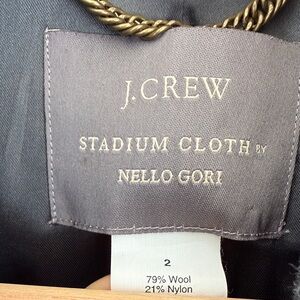 J.CREW
STADIUM CLOTH BY
NELLO GORI
2
79% Wool
21% Nylon